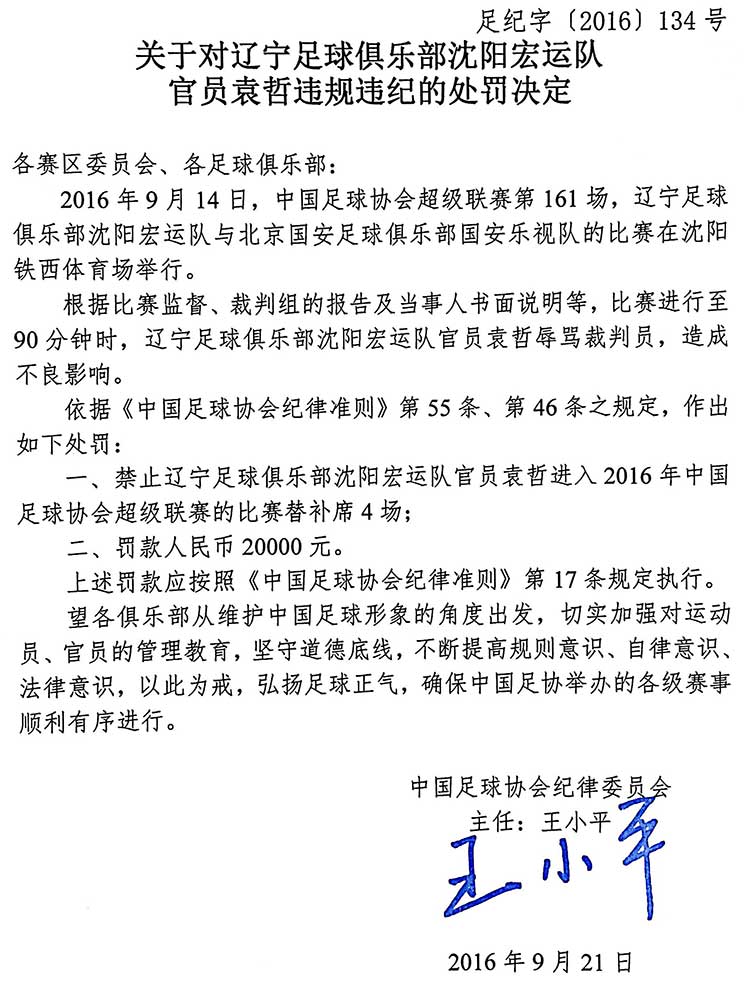 足纪字〔2016〕134 号
关于对辽宁足球俱乐部沈阳宏运队
官员袁哲违规违纪的处罚决定
各赛区委员会、各足球俱乐部：
2016 年 9 月 14 日，中国足球协会超级联赛第 161 场，辽宁足球
俱乐部沈阳宏运队与北京国安足球俱乐部国安乐视队的比赛在沈阳
铁西体育场举行。
根据比赛监督、裁判组的报告及当事人书面说明等，比赛进行至
90 分钟时，辽宁足球俱乐部沈阳宏运队官员袁哲辱骂裁判员，造成
不良影响。
依据《中国足球协会纪律准则》第 55 条、第 46 条之规定，作出
如下处罚：
一、禁止辽宁足球俱乐部沈阳宏运队官员袁哲进入 2016 年中国
足球协会超级联赛的比赛替补席 4 场；
二、罚款人民币 20000 元。
上述罚款应按照《中国足球协会纪律准则》第 17 条规定执行。
望各俱乐部从维护中国足球形象的角度出发，切实加强对运动
员、官员的管理教育，坚守道德底线，不断提高规则意识、自律意识、
法律意识，以此为戒，弘扬足球正气，确保中国足协举办的各级赛事
顺利有序进行。
中国足球协会纪律委员会
主任：王小平
王小平
2016 年 9 月 21 日